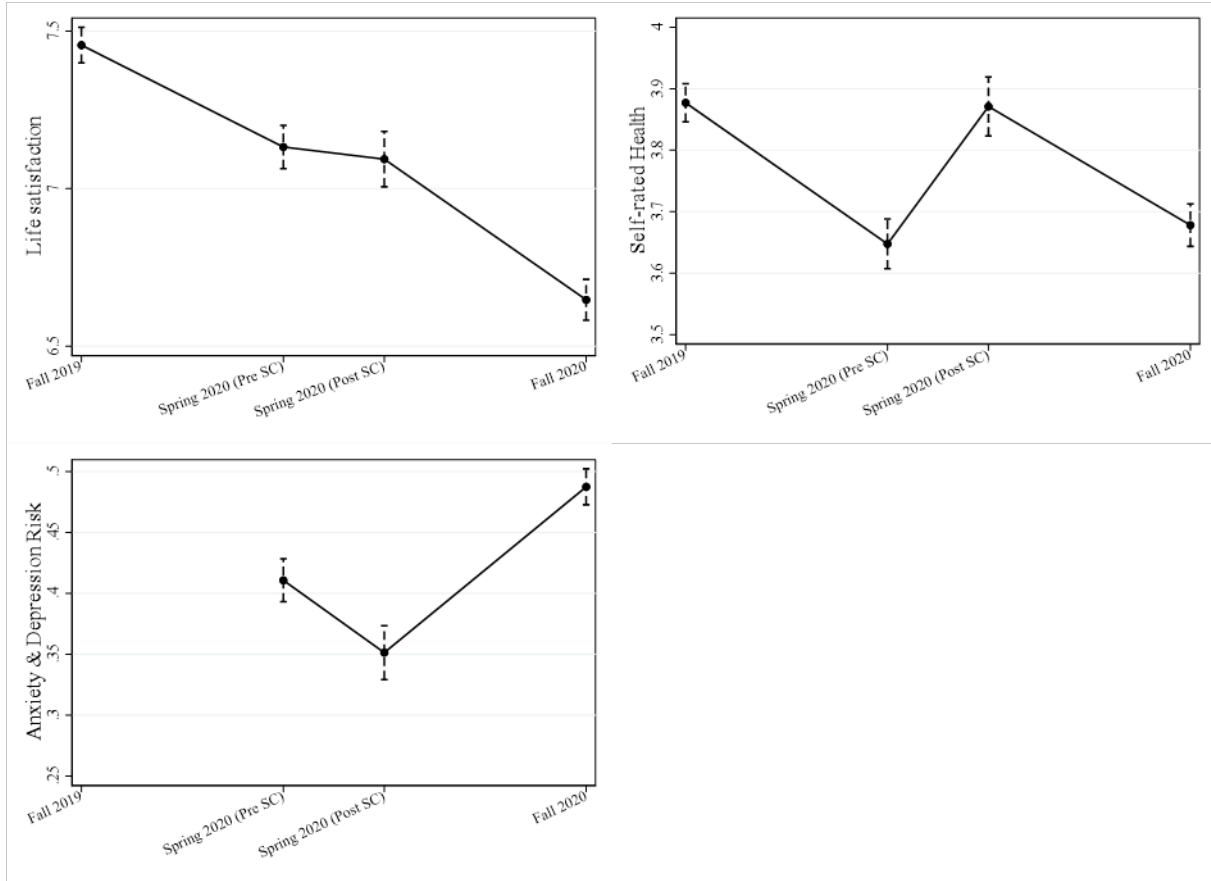 Life satisfaction
7.5
7
6.5
Fall 2019
Spring 2020 (Pre SC)
Spring 2020 (Post SC)
Fall 2020
Self-rated Health
4
3.9
3.8
3.7
3.6
3.5
Fall 2019
Spring 2020 (Pre SC)
Spring 2020 (Post SC)
Fall 2020
Anxiety & Depression Risk
.5
.45
.4
.35
.3
.25
Fall 2019
Spring 2020 (Pre SC)
Spring 2020 (Post SC)
Fall 2020